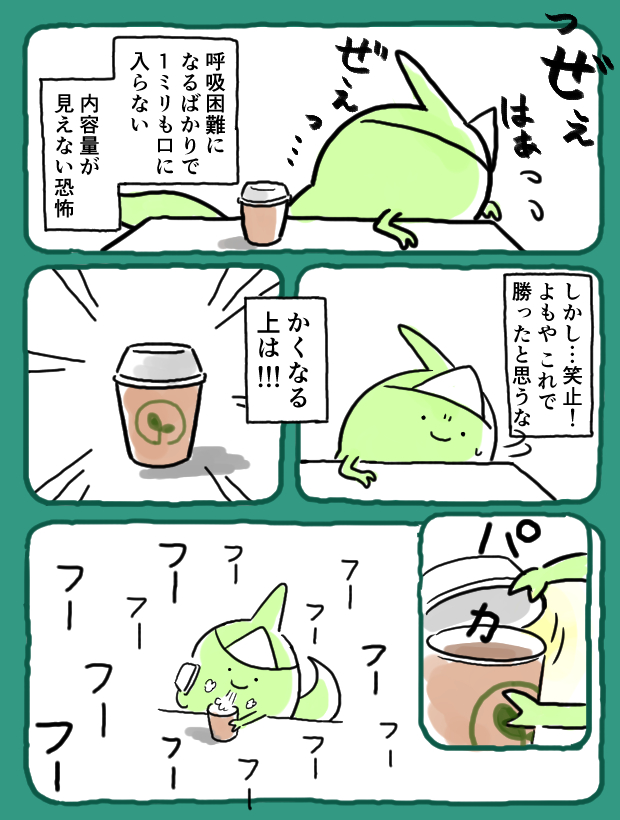 っぜぇ
はぁっっ
ぜぇっ…
呼吸困難に
なるばかりで
1ミリも口に
入らない
内容量が
見えない恐怖
しかし…笑止！
よもや これで
勝ったと思うな
かくなる
上は!!!
パカ
フー
フー
フー
フー
フー
フー
フー
フー
フー
フー
フー
フー
フー